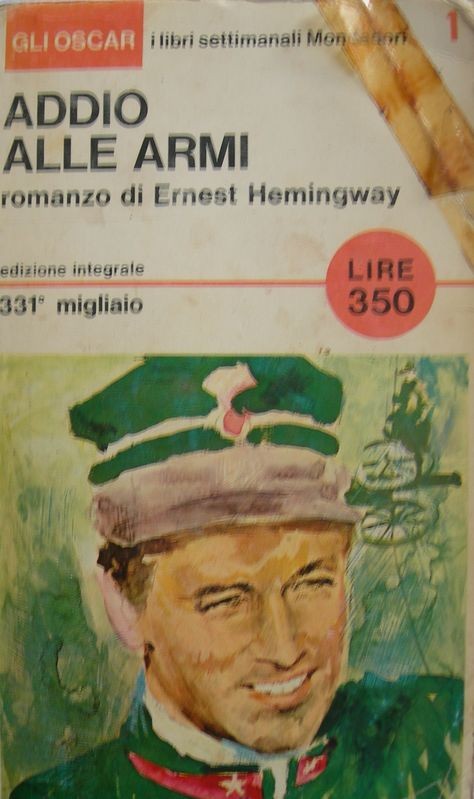 GLI OSCAR i libri settimanali Mondadori 1
ADDIO
ALLE ARMI
romanzo di Ernest Hemingway
edizione integrale
331° migliaio
LIRE
350